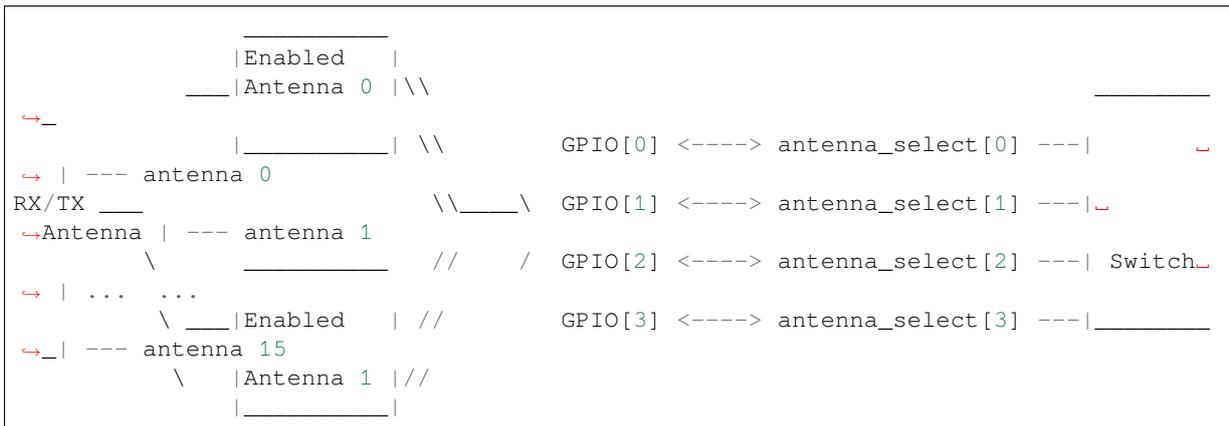 __________
                   |Enabled   |
               ___|Antenna 0 |\\                                               ________
↪_
                   |__________| \\        GPIO[0] <----> antenna_select[0] ---|       ␣
↪ | --- antenna 0
RX/TX ___                         \\____\  GPIO[1] <----> antenna_select[1] ---|␣
↪Antenna | --- antenna 1
         \      __________   //    /  GPIO[2] <----> antenna_select[2] ---| Switch␣
↪ | ...  ...
          \ ___|Enabled   | //        GPIO[3] <----> antenna_select[3] ---|________
↪_| --- antenna 15
           \   |Antenna 1 |//
               |__________|